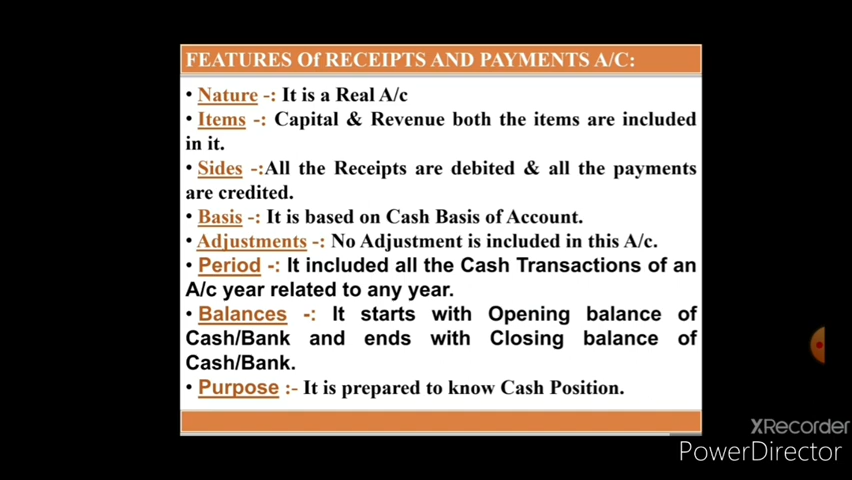 FEATURES Of RECEIPTS AND PAYMENTS A/C:
• Nature -: It is a Real A/c
• Items -: Capital & Revenue both the items are included
in it.
• Sides -:All the Receipts are debited & all the payments
are credited.
• Basis -: It is based on Cash Basis of Account.
• Adjustments -: No Adjustment is included in this A/c.
• Period -: It included all the Cash Transactions of an
A/c year related to any year.
• Balances -: It starts with Opening balance of
Cash/Bank and ends with Closing balance of
Cash/Bank.
• Purpose :- It is prepared to know Cash Position.
XRecorder
PowerDirector